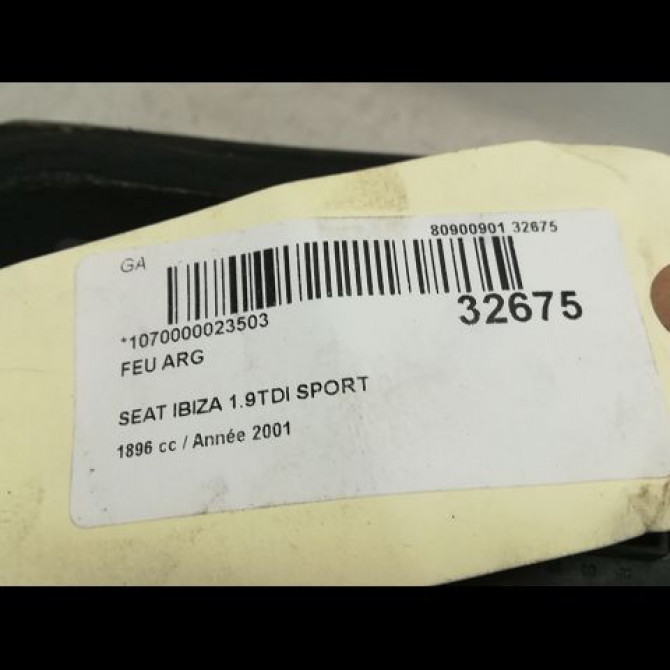 80900901 32675
GA
*1070000023503
32675
FEU ARG
SEAT IBIZA 1.9TDI SPORT
1896 cc / Année 2001